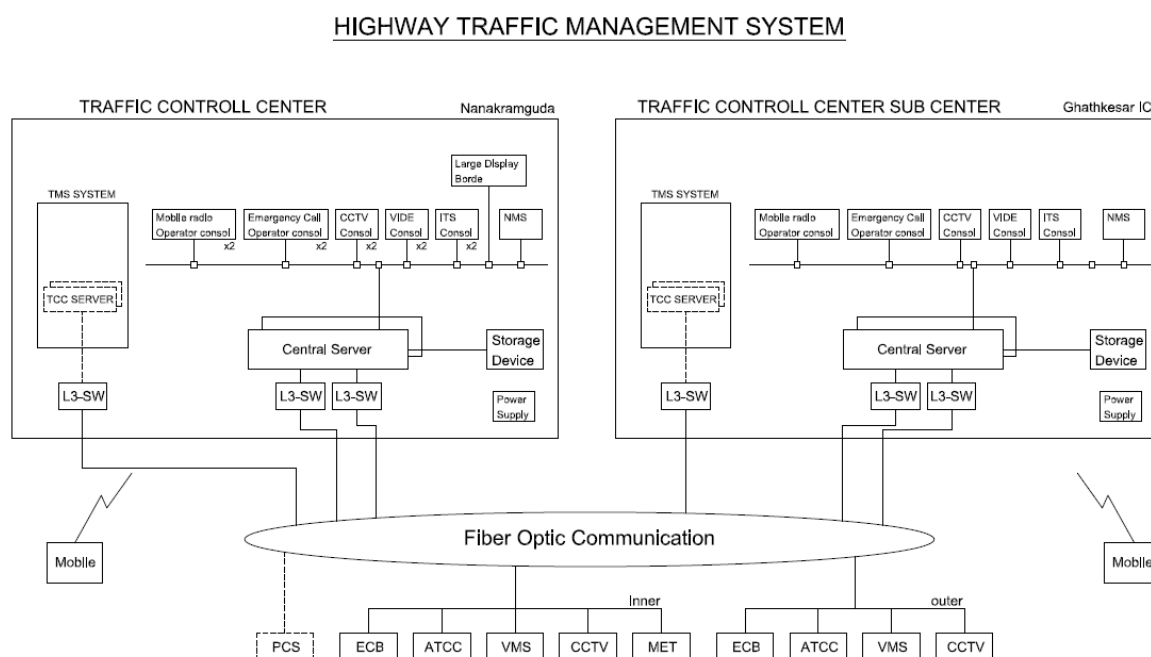 HIGHWAY TRAFFIC MANAGEMENT SYSTEM
TRAFFIC CONTROLL CENTER
Nanakramguda
TRAFFIC CONTROLL CENTER SUB CENTER
Ghathkesar IC
Large Display
Borde
TMS SYSTEM
Mobile radio
Operator consol
x2
Emergency Call
Operator consol
x2
CCTV
Consol
x2
VIDE
Consol
x2
ITS
Consol
x2
NMS
TCC SERVER
Central Server
Storage
Device
L3-SW
L3-SW
L3-SW
Power
Supply
TMS SYSTEM
Mobile radio
Operator consol
Emergency Call
Operator consol
CCTV
Consol
VIDE
Consol
ITS
Consol
NMS
TCC SERVER
Central Server
Storage
Device
L3-SW
L3-SW
L3-SW
Power
Supply
Mobile
Fiber Optic Communication
Mobile
Inner
outer
PCS
ECB
ATCC
VMS
CCTV
MET
ECB
ATCC
VMS
CCTV